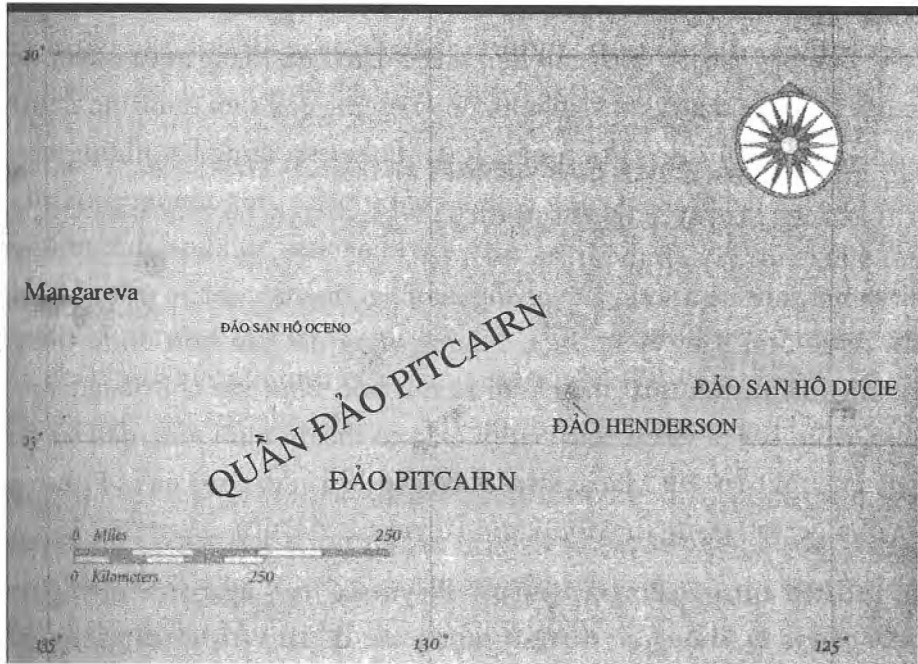 20°
Mangareva
ĐẢO SAN HÔ OCENO
QUẦN ĐẢO PITCAIRN
ĐẢO SAN HÔ DUCIE
ĐẢO HENDERSON
25°
ĐẢO PITCAIRN
0 Miles 250
0 Kilometers 250
135° 130° 125°